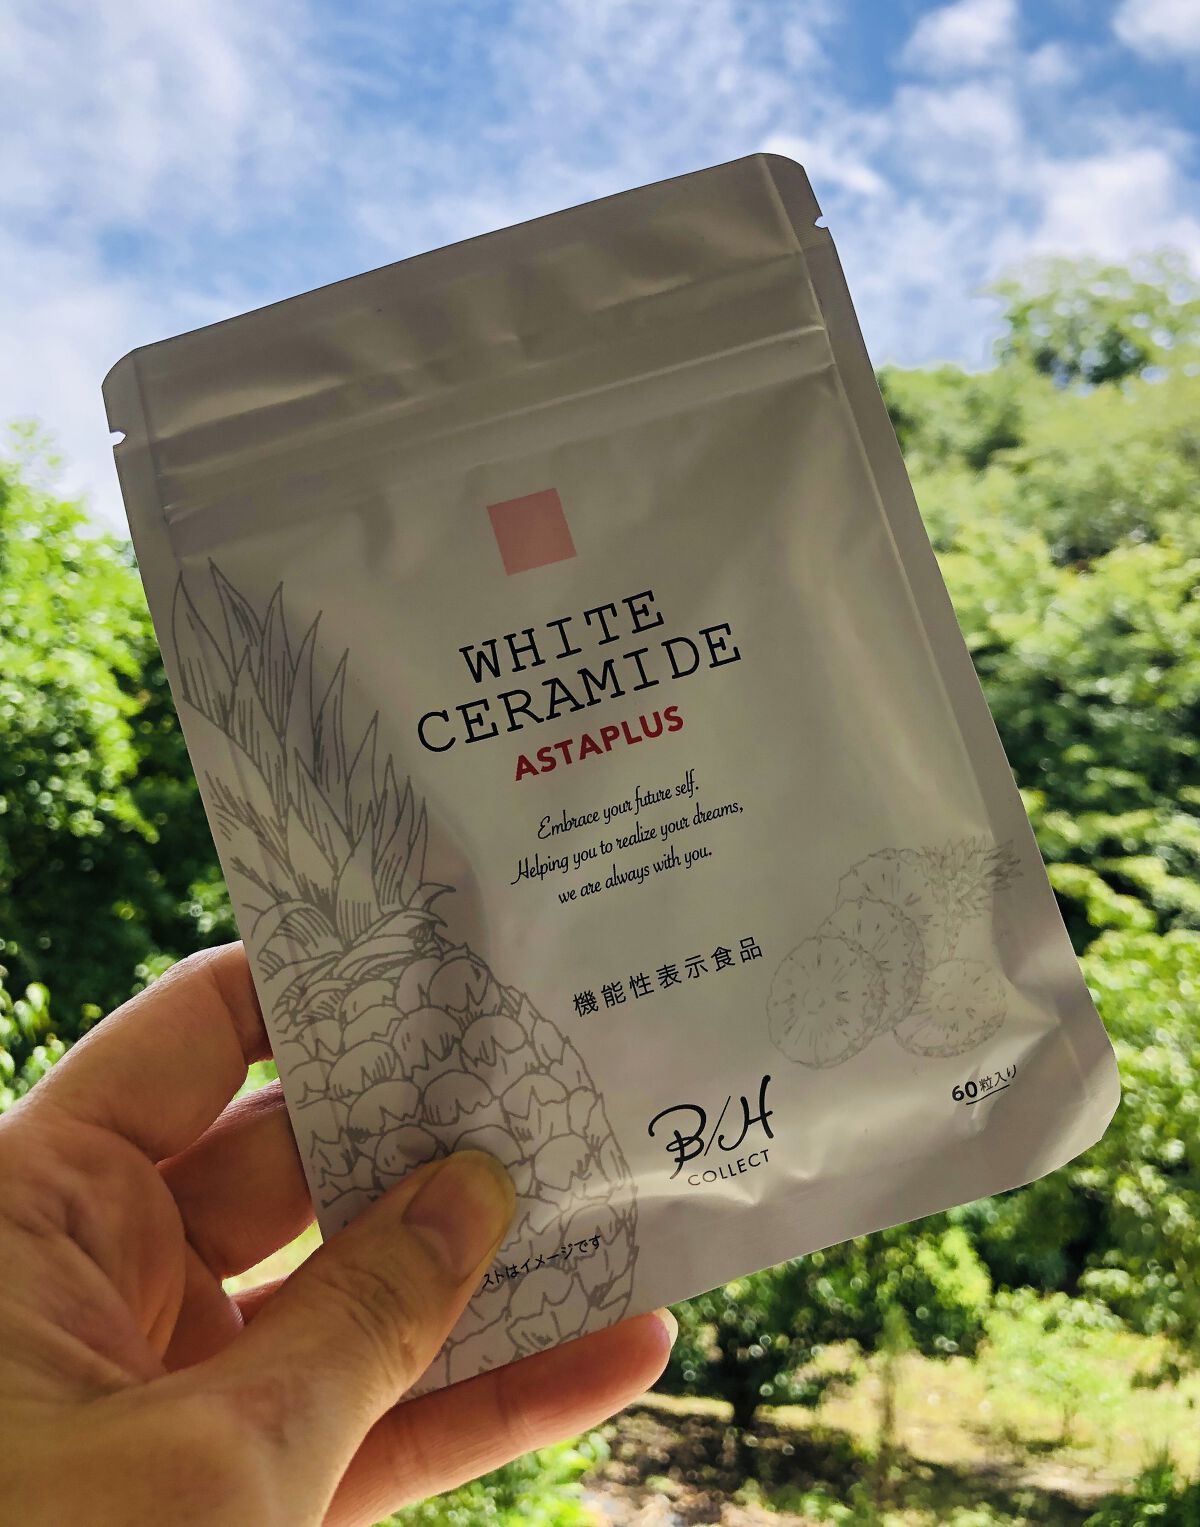 WHITE
CERAMIDE
ASTAPLUS
Embrace your future self.
Helping you to realize your dreams,
we are always with you.
機能性表示食品
60粒入り
B/H
COLLECT
ストはイメージです